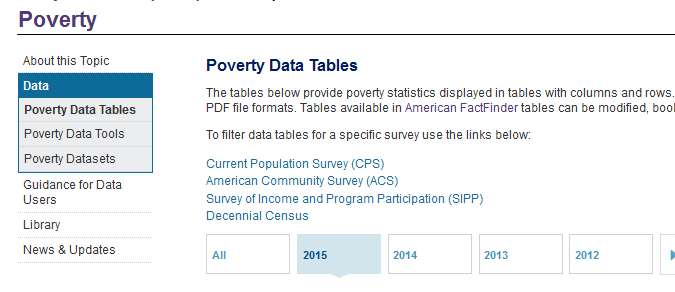 Poverty
About this Topic
Data
Poverty Data Tables
Poverty Data Tools
Poverty Datasets
Guidance for Data
Users
Library
News & Updates
Poverty Data Tables
The tables below provide poverty statistics displayed in tables with columns and rows.
PDF file formats. Tables available in American FactFinder tables can be modified,
To filter data tables for a specific survey use the links below:
Current Population Survey (CPS)
American Community Survey (ACS)
Survey of Income and Program Participation (SIPP)
Decennial Census
All 2015 2014 2013 2012